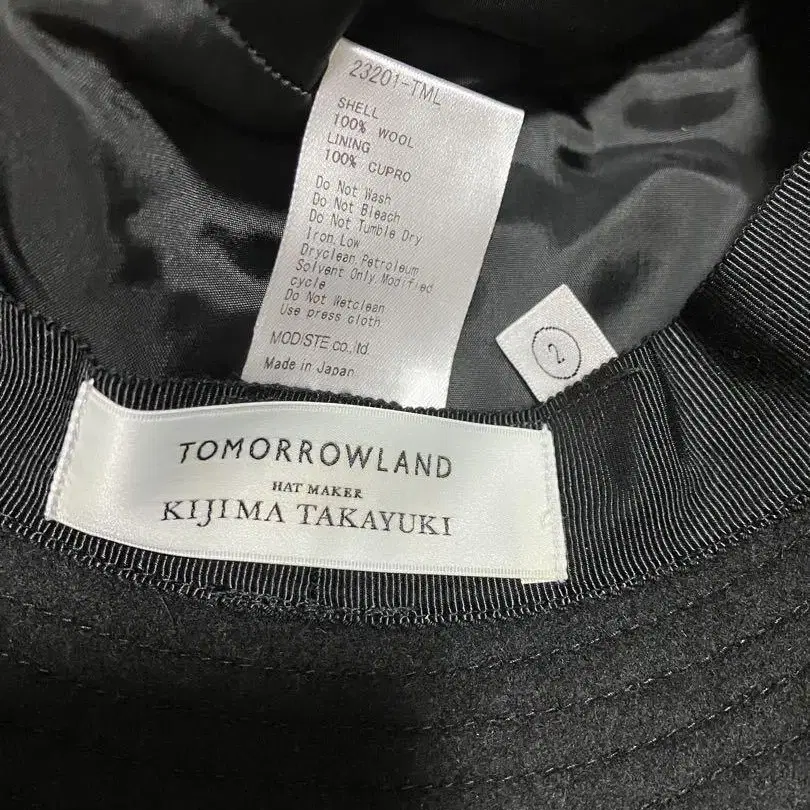 23201-TML
SHELL
100% WOOL
LINING
100% CUPRO
Do Not Wash
Do Not Bleach
Do Not Tumble Dry
Iron Low
Dryclean Petroleum
Solvent Only Modified
cycle
Do Not Wetclean
Use press cloth
MODISTE co.,ltd.
Made in Japan
2
TOMORROWLAND
HAT MAKER
KIJIMA TAKAYUKI